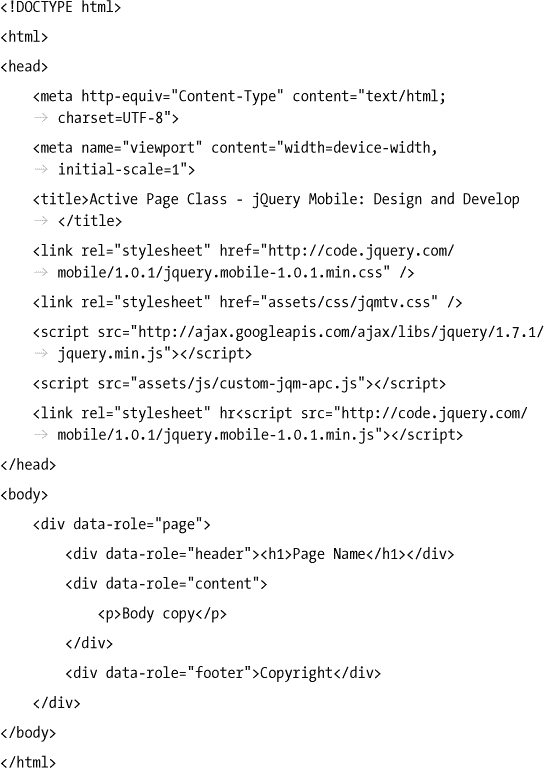 <!DOCTYPE html>
<html>
<head>
<meta http-equiv="Content-Type" content="text/html;
→ charset=UTF-8">
<meta name="viewport" content="width=device-width,
→ initial-scale=1">
<title>Active Page Class - jQuery Mobile: Design and Develop
→ </title>
<link rel="stylesheet" href="http://code.jquery.com/
→ mobile/1.0.1/jquery.mobile-1.0.1.min.css" />
<link rel="stylesheet" href="assets/css/jqmtv.css" />
<script src="http://ajax.googleapis.com/ajax/libs/jquery/1.7.1/
→ jquery.min.js"></script>
<script src="assets/js/custom-jqm-apc.js"></script>
<link rel="stylesheet" hr<script src="http://code.jquery.com/
→ mobile/1.0.1/jquery.mobile-1.0.1.min.js"></script>
</head>
<body>
<div data-role="page">
<div data-role="header"><h1>Page Name</h1></div>
<div data-role="content">
<p>Body copy</p>
</div>
<div data-role="footer">Copyright</div>
</div>
</body>
</html>